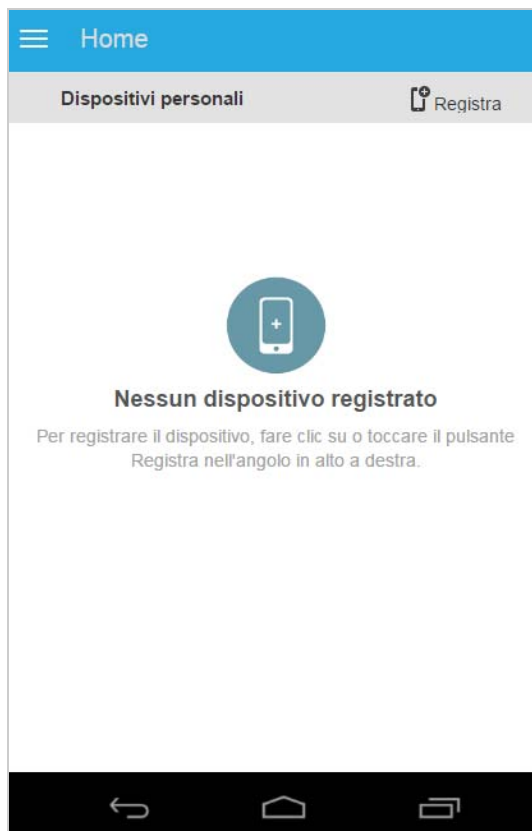 Home
Dispositivi personali
Registra
Nessun dispositivo registrato
Per registrare il dispositivo, fare clic su o toccare il pulsante
Registra nell'angolo in alto a destra.